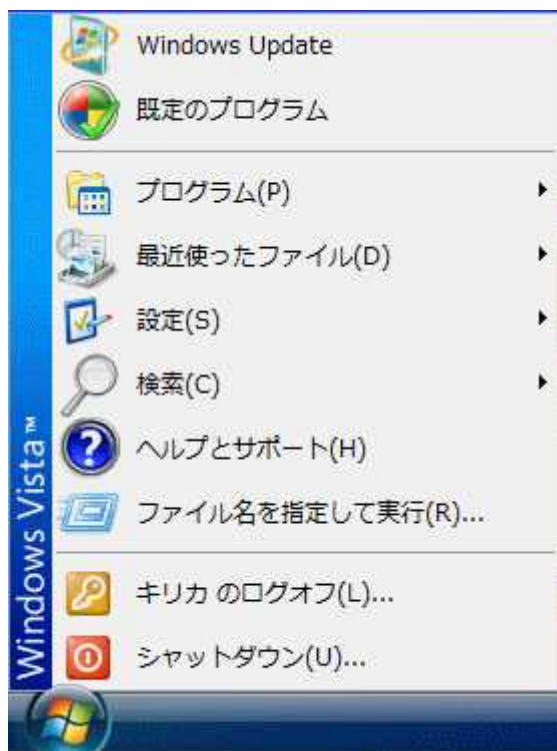 Windows Update
既定のプログラム
プログラム(P)
最近使ったファイル(D)
設定(S)
検索(C)
ヘルプとサポート(H)
ファイル名を指定して実行(R)...
キリカ のログオフ(L)...
シャットダウン(U)...
Windows Vista™